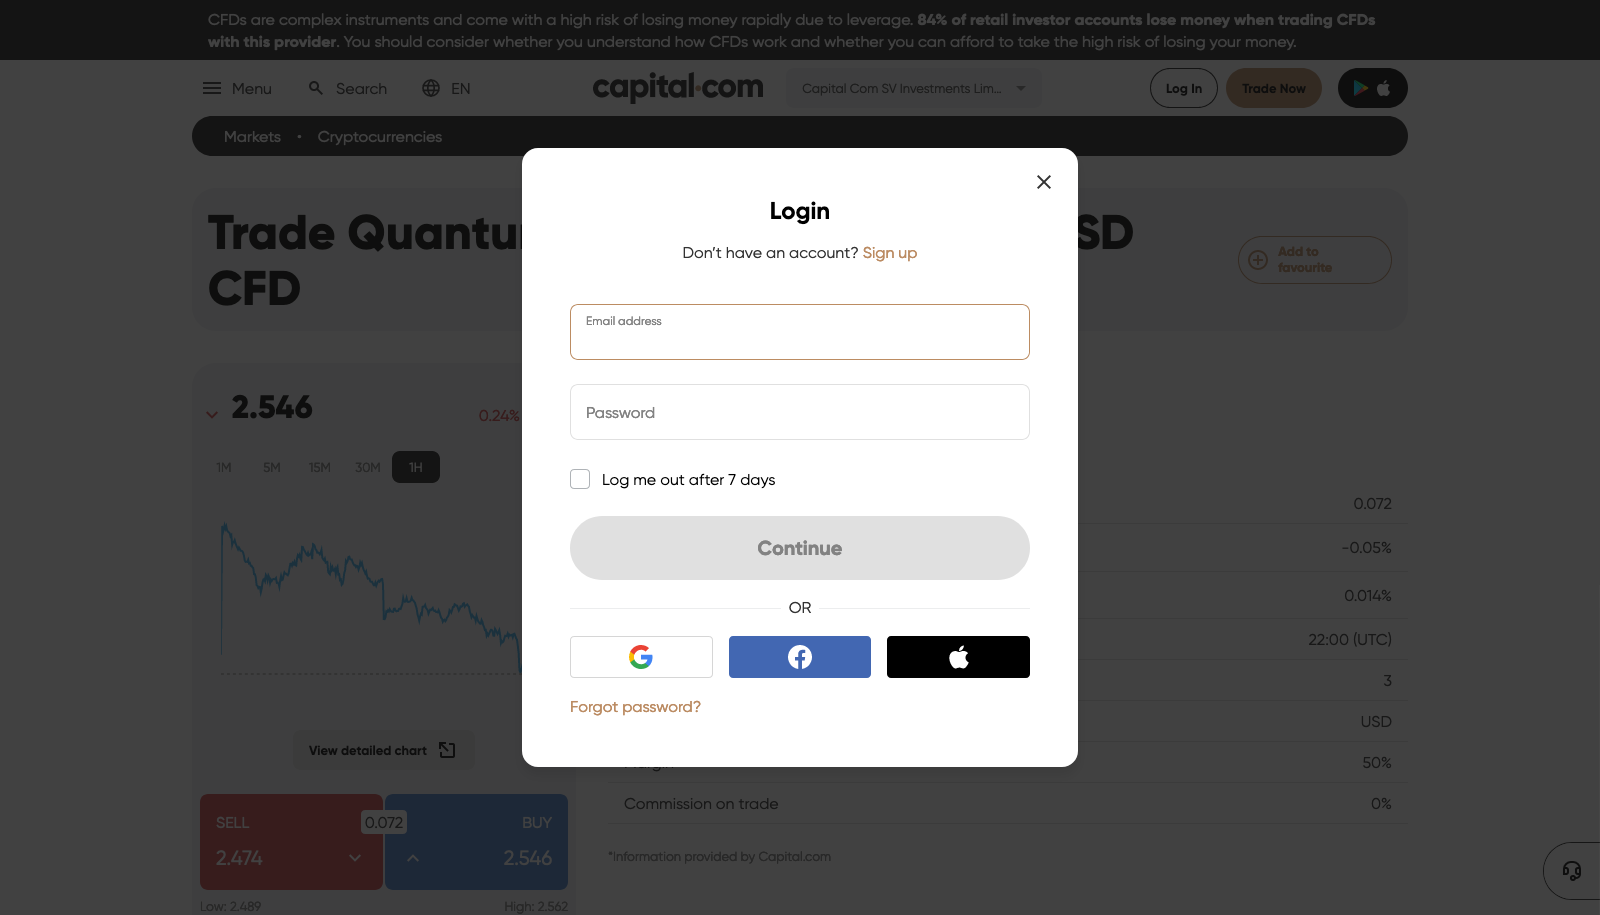 CFDs are complex instruments and come with a high risk of losing money rapidly due to leverage. 84% of retail investor accounts lose money when trading CFDs
with this provider. You should consider whether you understand how CFDs work and whether you can afford to take the high risk of losing your money.
Menu Search EN capital.com Capital Com SV Investments Lim... Log In Trade Now
Markets • Cryptocurrencies
Login
Don't have an account? Sign up
Trade SD
CFD
Add to
favourite
Email address
2.546 0.24%
Password
1M 5M 15M 30M 1H
Log me out after 7 days
0.072
Continue
-0.05%
0.014%
OR
22:00 (UTC)
3
Forgot password?
USD
View detailed chart
50%
Commission on trade 0%
SELL 0.072 BUY
2.474 2.546
*Information provided by Capital.com
Low: 2.489 High: 2.562